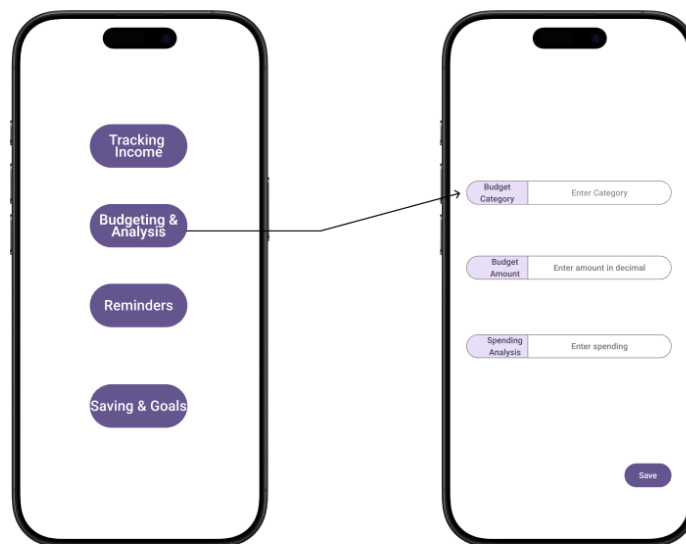 Tracking
Income
Budgeting &
Analysis
Reminders
Saving & Goals
Budget
Category
Enter Category
Budget
Amount
Enter amount in decimal
Spending
Analysis
Enter spending
Save